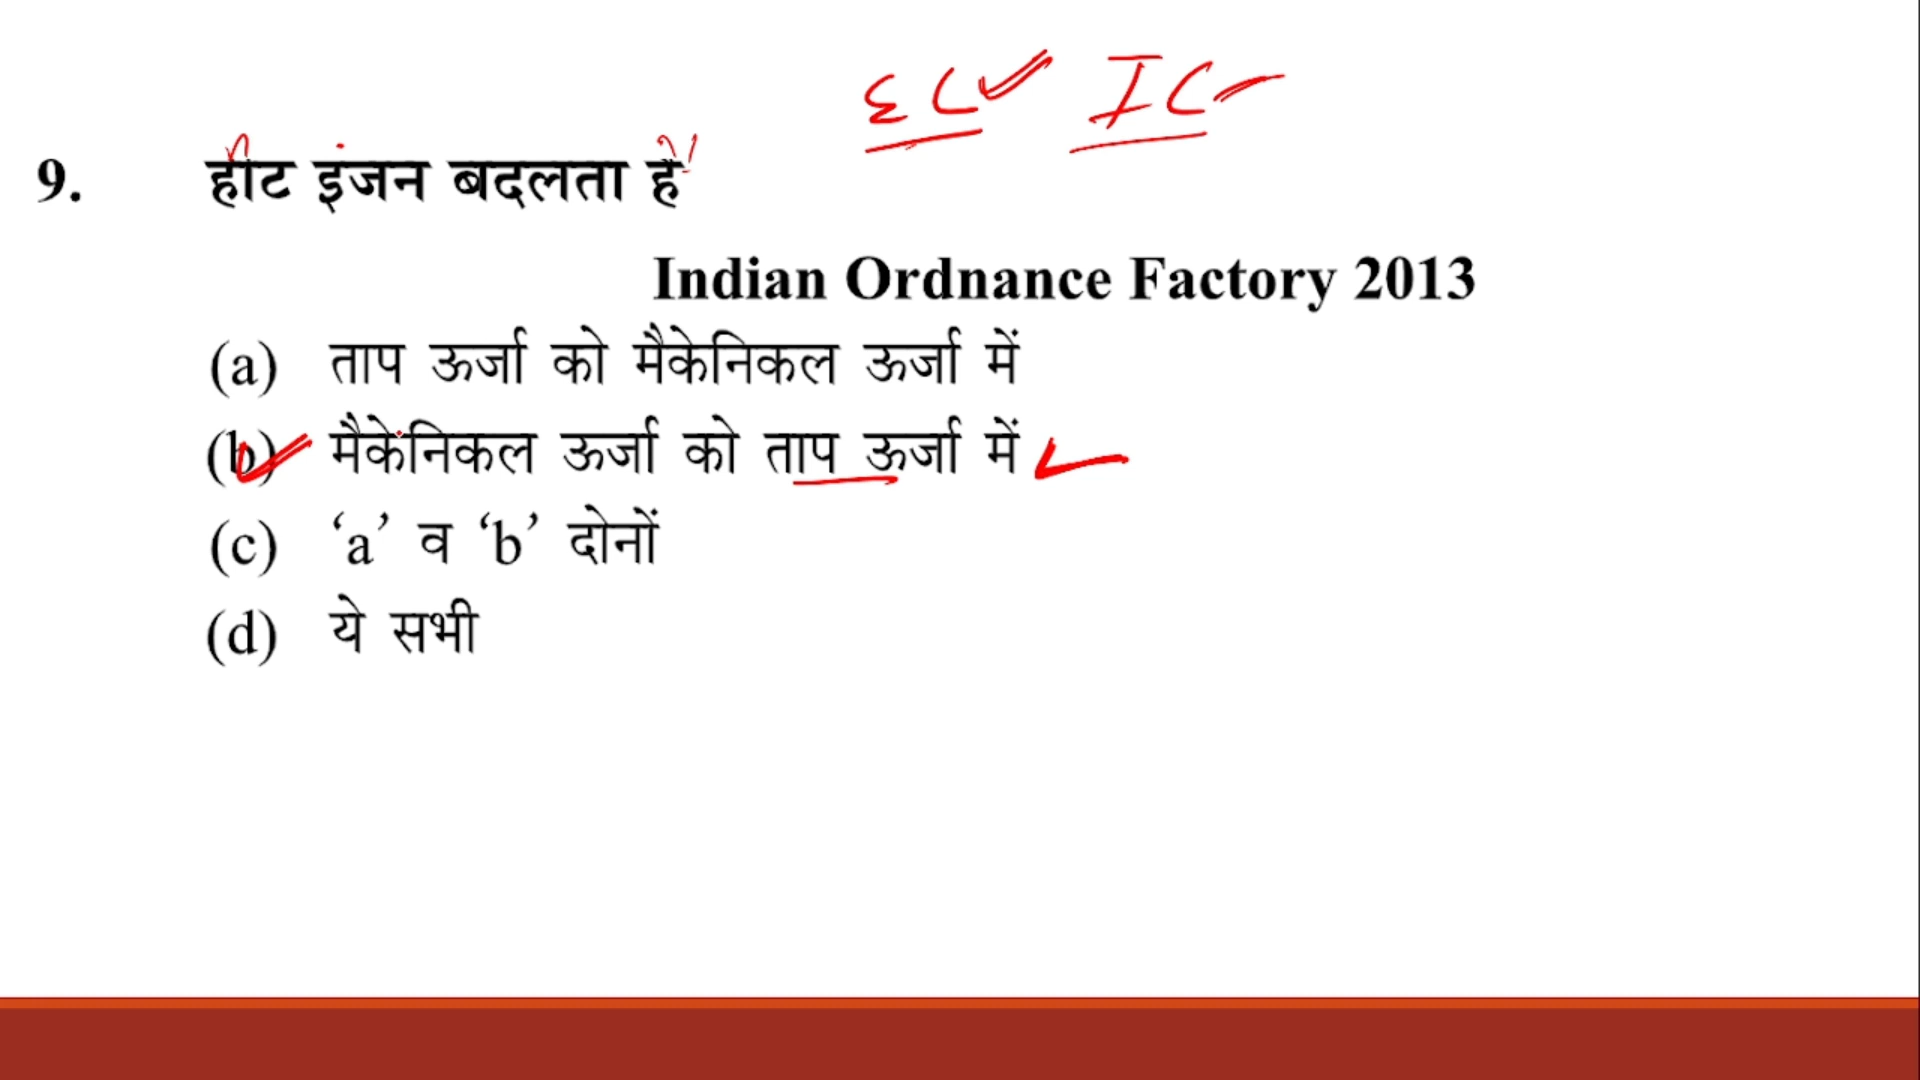 EC IC
9. हीट इंजन बदलता है
Indian Ordnance Factory 2013
(a) ताप ऊर्जा को मैकेनिकल ऊर्जा में
(b) मैकेनिकल ऊर्जा को ताप ऊर्जा में
(c) ‘a’ व ‘b’ दोनों
(d) ये सभी